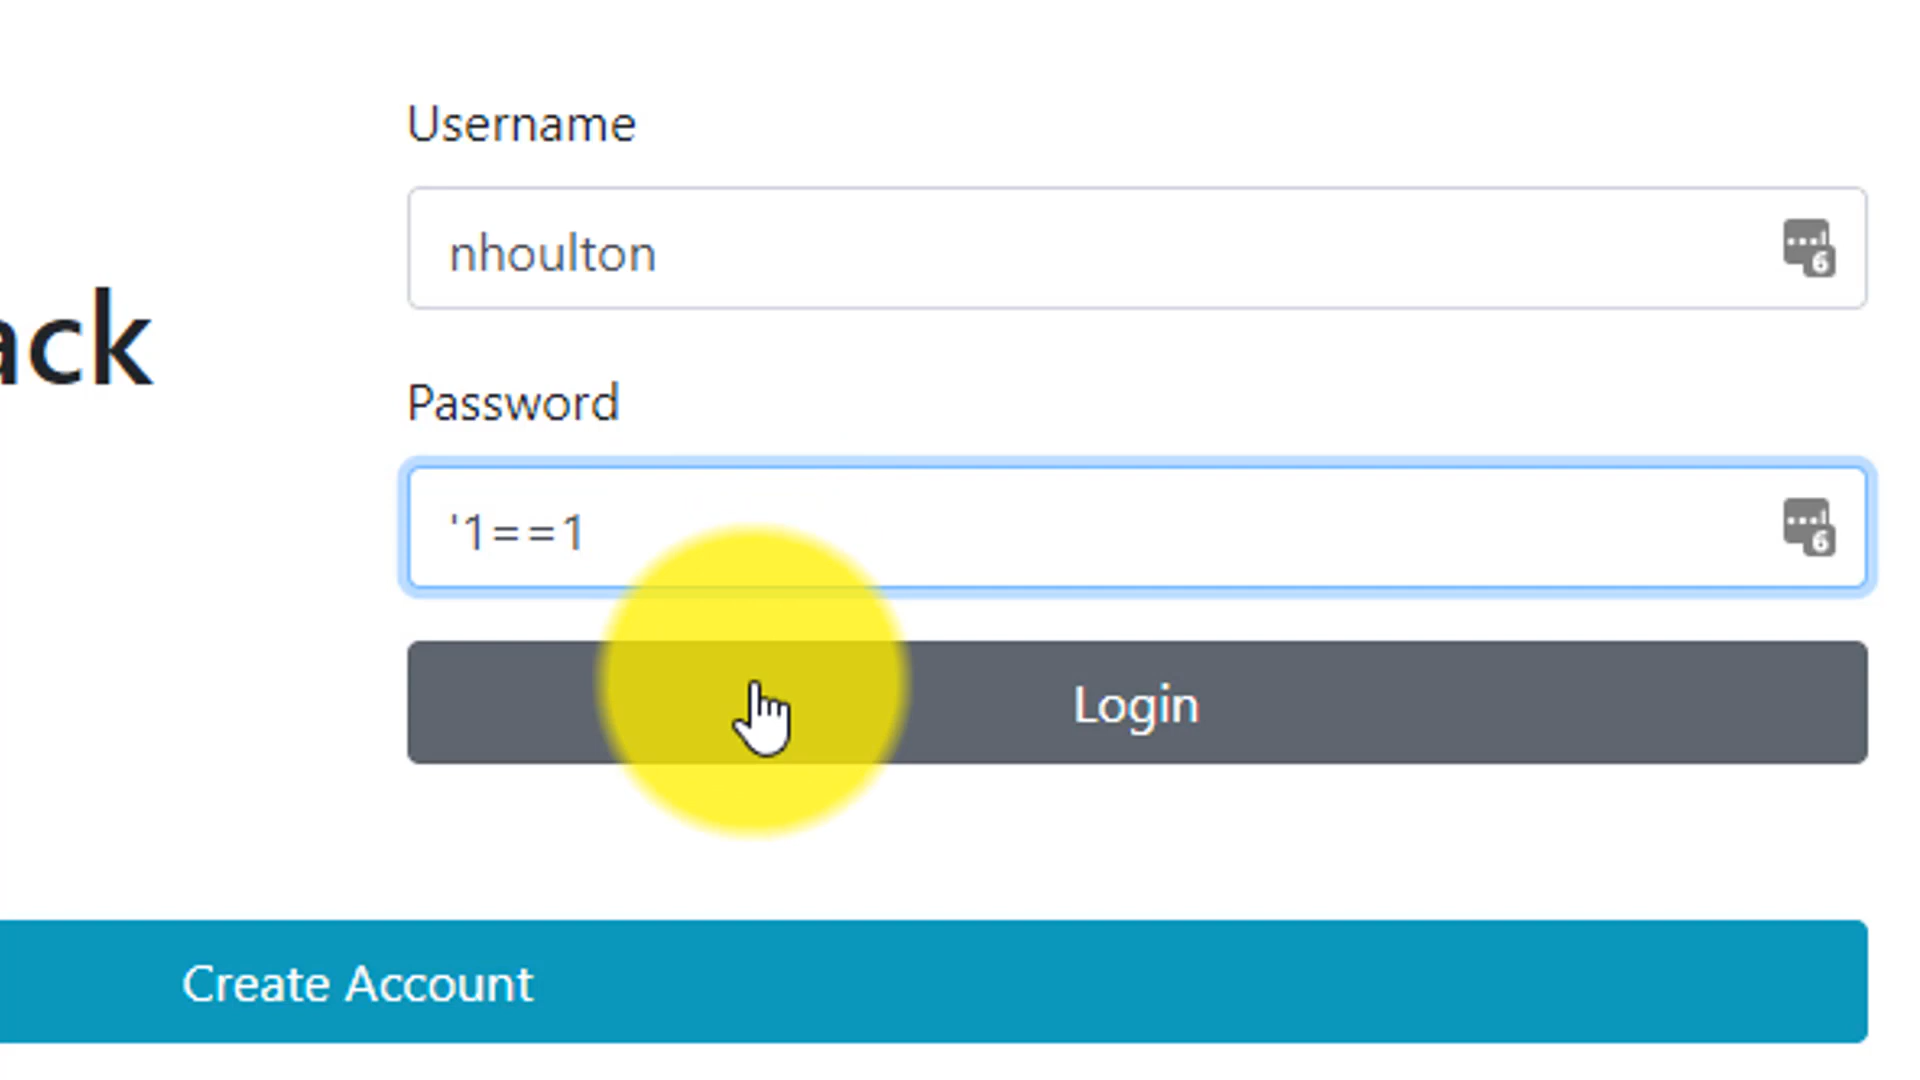 Username
nhoulton
ack
Password
'1==1
Login
Create Account